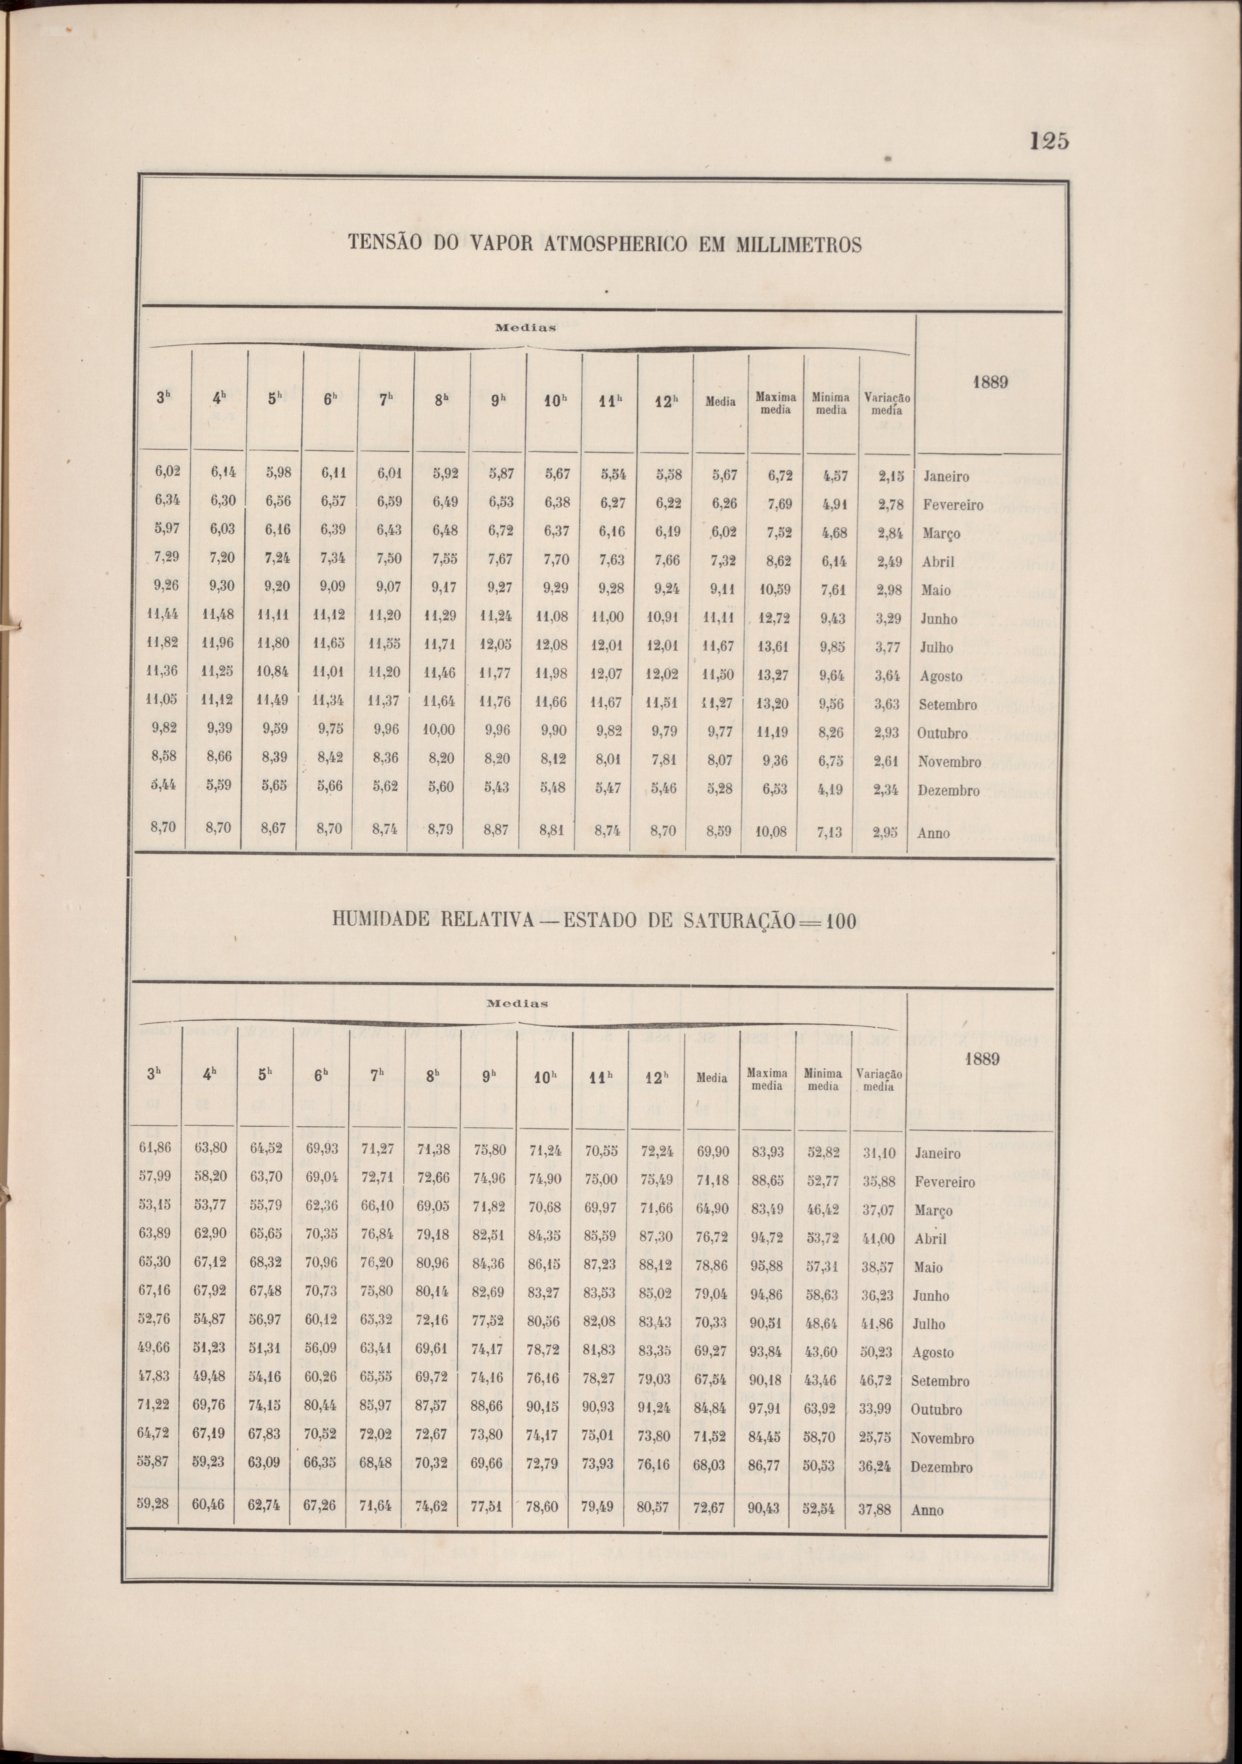 125
TENSÃO DO VAPOR ATMOSPHERICO EM MILLIMETROS
Medias
1889
3h 4h 5h 6h 7h 8h 9h 10h 11h 12h Media Maxima media Minima media Variação media
6,02 6,14 5,98 6,11 6,01 5,92 5,87 5,67 5,54 5,58 5,67 6,72 4,57 2,15 Janeiro
6,34 6,30 6,56 6,57 6,59 6,49 6,53 6,38 6,27 6,22 6,26 7,69 4,91 2,78 Fevereiro
5,97 6,03 6,16 6,39 6,43 6,48 6,72 6,37 6,16 6,19 6,02 7,52 4,68 2,84 Março
7,29 7,20 7,24 7,34 7,50 7,55 7,67 7,70 7,63 7,66 7,32 8,62 6,14 2,49 Abril
9,26 9,30 9,20 9,09 9,07 9,17 9,27 9,29 9,28 9,24 9,11 10,59 7,61 2,98 Maio
11,44 11,48 11,11 11,12 11,20 11,29 11,24 11,08 11,00 10,91 11,11 12,72 9,43 3,29 Junho
11,82 11,96 11,80 11,65 11,55 11,71 12,05 12,08 12,01 12,01 11,67 13,61 9,85 3,77 Julho
11,36 11,25 10,84 11,01 11,20 11,46 11,77 11,98 12,07 12,02 11,50 13,27 9,64 3,64 Agosto
11,05 11,12 11,49 11,34 11,37 11,64 11,76 11,66 11,67 11,51 11,27 13,20 9,56 3,63 Setembro
9,82 9,39 9,59 9,75 9,96 10,00 9,96 9,90 9,82 9,79 9,77 11,19 8,26 2,93 Outubro
8,58 8,66 8,39 8,42 8,36 8,20 8,20 8,12 8,01 7,81 8,07 9,36 6,75 2,61 Novembro
5,44 5,59 5,65 5,66 5,62 5,60 5,43 5,48 5,47 5,46 5,28 6,53 4,19 2,34 Dezembro
8,70 8,70 8,67 8,70 8,74 8,79 8,87 8,81 8,74 8,70 8,59 10,08 7,13 2,95 Anno
HUMIDADE RELATIVA — ESTADO DE SATURAÇÃO = 100
Medias
1889
3h 4h 5h 6h 7h 8h 9h 10h 11h 12h Media Maxima media Minima media Variação media
61,86 63,80 64,52 69,93 71,27 71,38 75,80 71,24 70,55 72,24 69,90 83,93 52,82 31,10 Janeiro
57,99 58,20 63,70 69,04 72,71 72,66 74,96 74,90 75,00 75,49 71,18 88,65 52,77 35,88 Fevereiro
53,15 53,77 55,79 62,36 66,10 69,05 71,82 70,68 69,97 71,66 64,90 83,49 46,42 37,07 Março
63,89 62,90 65,65 70,35 76,84 79,18 82,51 84,35 85,59 87,30 76,72 94,72 53,72 41,00 Abril
65,30 67,12 68,32 70,96 76,20 80,96 84,36 86,15 87,23 88,12 78,86 95,88 57,31 38,57 Maio
67,16 67,92 67,48 70,73 75,80 80,14 82,69 83,27 83,53 85,02 79,04 94,86 58,63 36,23 Junho
52,76 54,87 56,97 60,12 65,32 72,16 77,52 80,56 82,08 83,43 70,33 90,51 48,64 41,86 Julho
49,66 51,23 51,31 56,09 63,41 69,61 74,17 78,72 81,83 83,35 69,27 93,84 43,60 50,23 Agosto
47,83 49,48 54,16 60,26 65,55 69,72 74,16 76,16 78,27 79,03 67,54 90,18 43,46 46,72 Setembro
71,22 69,76 74,15 80,44 85,97 87,57 88,66 90,15 90,93 91,24 84,84 97,91 63,92 33,99 Outubro
64,72 67,19 67,83 70,52 72,02 72,67 73,80 74,17 75,01 73,80 71,52 84,45 58,70 25,75 Novembro
55,87 59,23 63,09 66,35 68,48 70,32 69,66 72,79 73,93 76,16 68,03 86,77 50,53 36,24 Dezembro
59,28 60,46 62,74 67,26 71,64 74,62 77,51 78,60 79,49 80,57 72,67 90,43 52,54 37,88 Anno